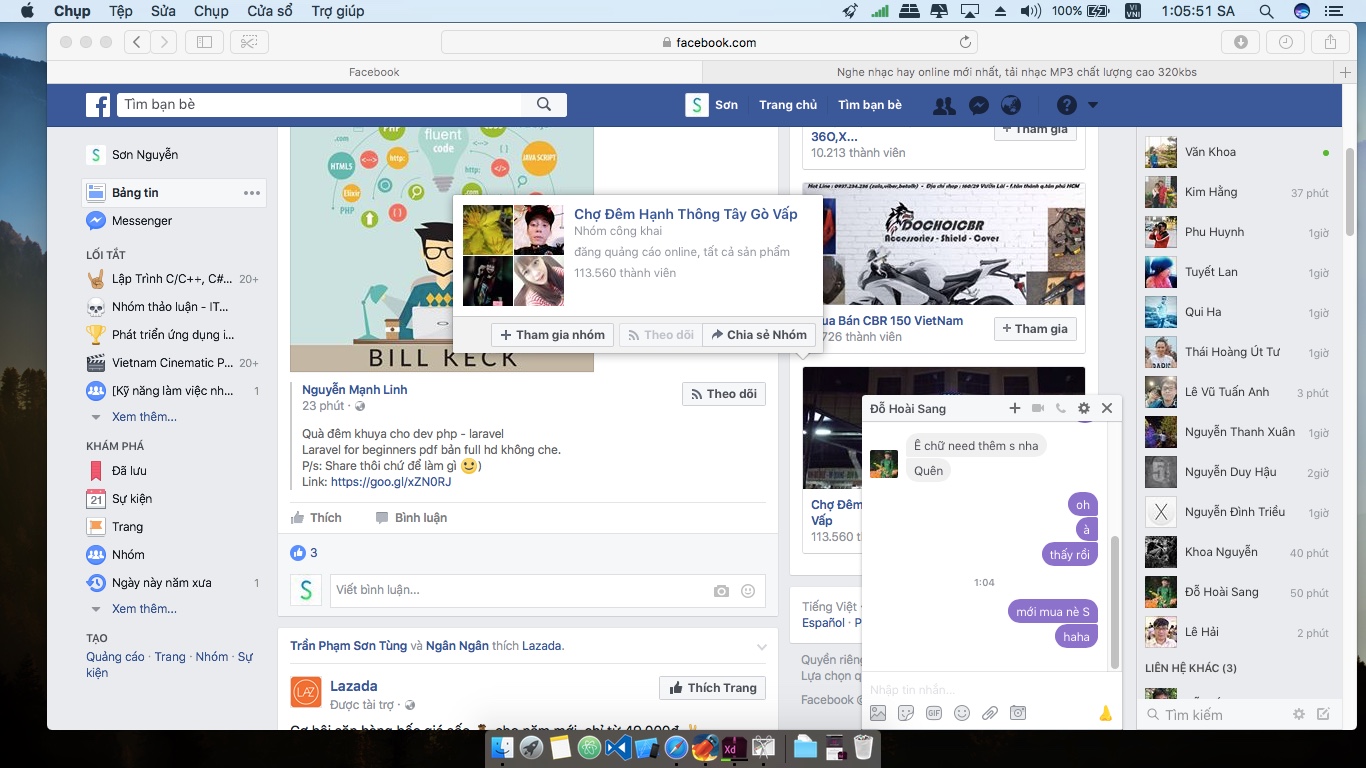 Chụp Tệp Sửa Chụp Cửa sổ Trợ giúp 100% VI VNI 1:05:51 SA
facebook.com
Facebook
Nghe nhạc hay online mới nhất, tải nhạc MP3 chất lượng cao 320kbs
Tìm bạn bè
S Sơn Trang chủ Tìm bạn bè
S Sơn Nguyễn
Bảng tin
Messenger
LỐI TẮT
Lập Trình C/C++, C#... 20+
Nhóm thảo luận - IT...
Phát triển ứng dụng i...
Vietnam Cinematic P... 20+
[Kỹ năng làm việc nh... 1
Xem thêm...
KHÁM PHÁ
Đã lưu
21 Sự kiện
Trang
Nhóm
Ngày này năm xưa 1
Xem thêm...
TẠO
Quảng cáo · Trang · Nhóm · Sự
kiện
Php
fluent
code
HTML5
http:
JAVA SCRIPT
Elixir
http:
PHP
BILL KECK
Nguyễn Mạnh Linh
23 phút ·
Theo dõi
Quà đêm khuya cho dev php - laravel
Laravel for beginners pdf bản full hd không che.
P/s: Share thôi chứ để làm gì )
Link: https://goo.gl/xZN0RJ
Thích Bình luận
3
S Viết bình luận...
Trần Phạm Sơn Tùng và Ngân Ngân thích Lazada.
LAZ
Lazada
Được tài trợ ·
Thích Trang
Chợ Đêm Hạnh Thông Tây Gò Vấp
Nhóm công khai
đăng quảng cáo online, tất cả sản phẩm
113.560 thành viên
Tham gia nhóm Theo dõi Chia sẻ Nhóm
36O,X...
10.213 thành viên
Tham gia
DOCHOICBR
Accessories - Shield - Cover
ua Bán CBR 150 VietNam
726 thành viên
Tham gia
Chợ Đêm
Vấp
113.560 th
Tiếng Việt ·
Español · P
Quyền riêng
Lựa chọn q
Facebook ©
Đỗ Hoài Sang
Ê chữ need thêm s nha
Quên
oh
à
thấy rồi
1:04
mới mua nè S
haha
Nhập tin nhắn...
GIF
Văn Khoa
Kim Hằng 37 phút
Phu Huynh 1giờ
Tuyết Lan 1giờ
Qui Ha 1giờ
Thái Hoàng Út Tư 1giờ
Lê Vũ Tuấn Anh 3 phút
Nguyễn Thanh Xuân 1giờ
Nguyễn Duy Hậu 2giờ
Nguyễn Đình Triều 1giờ
Khoa Nguyễn 40 phút
Đỗ Hoài Sang 50 phút
Lê Hải 2 phút
LIÊN HỆ KHÁC (3)
Tìm kiếm
Xd